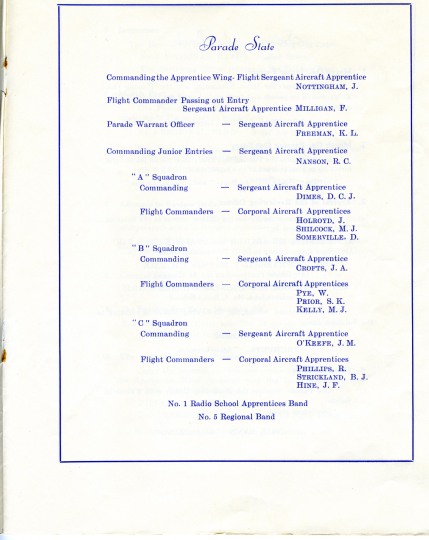 Parade State
Commanding the Apprentice Wing- Flight Sergeant Aircraft Apprentice
NOTTINGHAM, J.
Flight Commander Passing out Entry
Sergeant Aircraft Apprentice MILLIGAN, F.
Parade Warrant Officer — Sergeant Aircraft Apprentice
FREEMAN, K. L.
Commanding Junior Entries — Sergeant Aircraft Apprentice
NANSON, R. C.
"A" Squadron
Commanding — Sergeant Aircraft Apprentice
DIMES, D. C. J.
Flight Commanders — Corporal Aircraft Apprentices
HOLROYD, J.
SHILCOCK, M. J.
SOMERVILLE, D.
"B" Squadron
Commanding — Sergeant Aircraft Apprentice
CROFTS, J. A.
Flight Commanders — Corporal Aircraft Apprentices
PYE, W.
PRIOR, S. K.
KELLY, M. J.
"C" Squadron
Commanding — Sergeant Aircraft Apprentice
O'KEEFE, J. M.
Flight Commanders — Corporal Aircraft Apprentices
PHILLIPS, R.
STRICKLAND, B. J.
HINE, J. F.
No. 1 Radio School Apprentices Band
No. 5 Regional Band